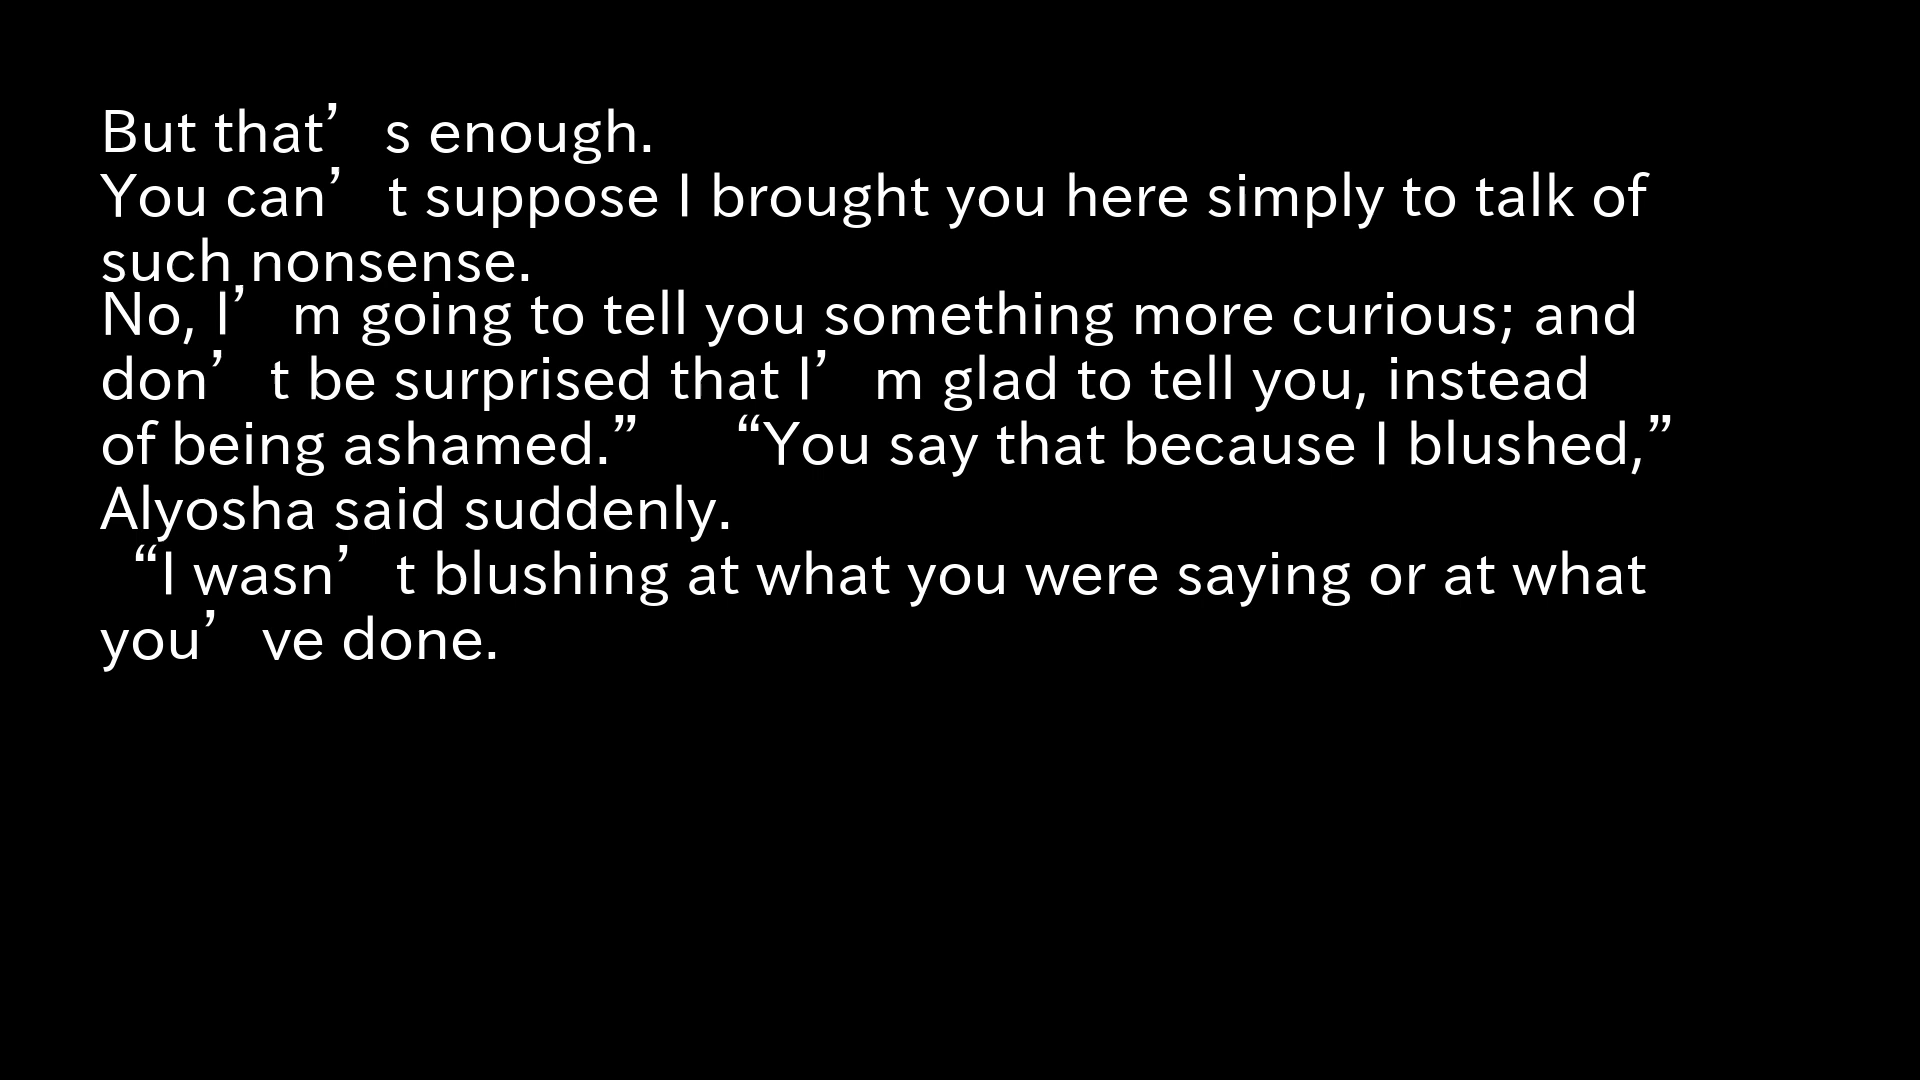 But that’s enough.
You can’t suppose I brought you here simply to talk of
such nonsense.
No, I’m going to tell you something more curious; and
don’t be surprised that I’m glad to tell you, instead
of being ashamed.” “You say that because I blushed,”
Alyosha said suddenly.
“I wasn’t blushing at what you were saying or at what
you’ve done.